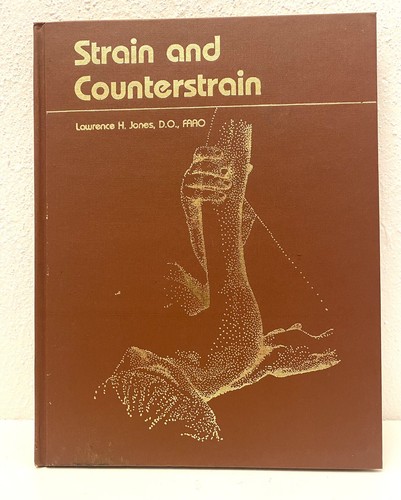 Strain and
Counterstrain
Lawrence H. Jones, D.O., FAAO